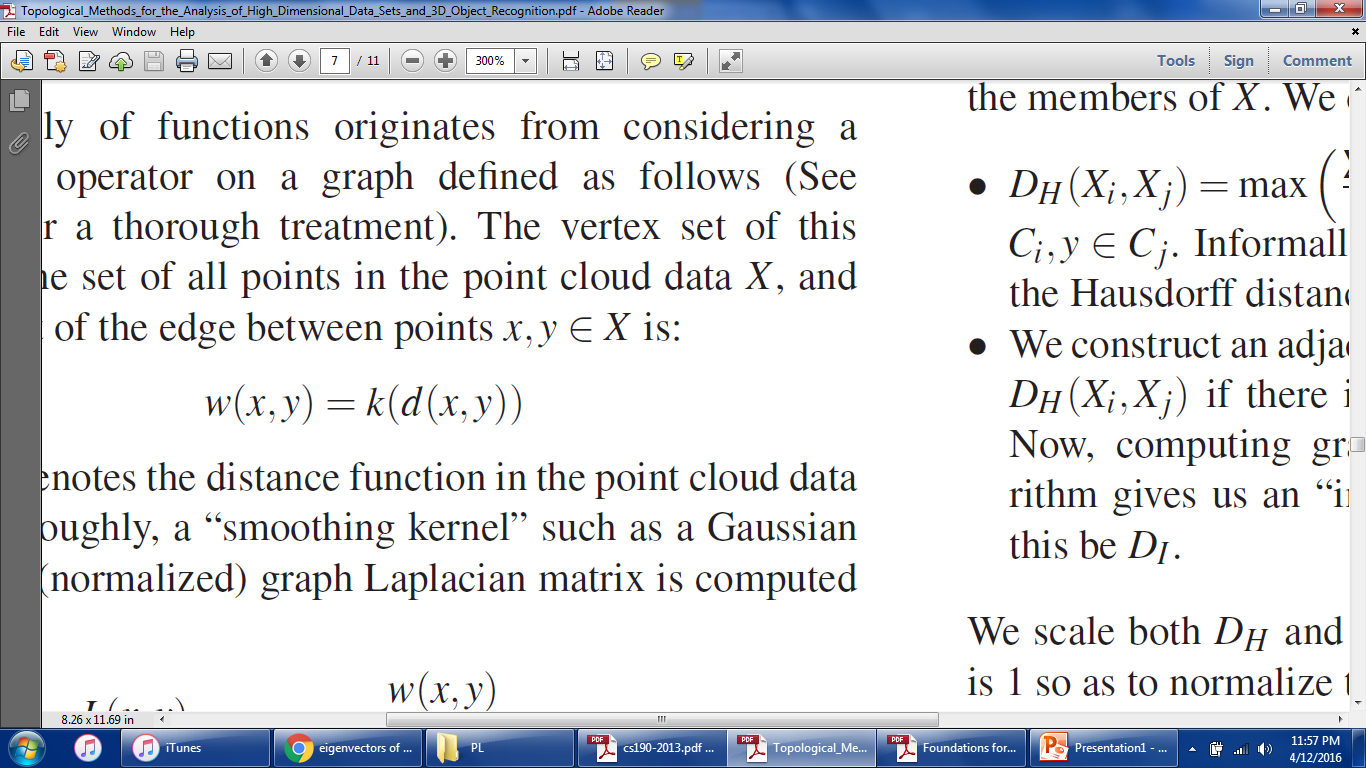 Topological_Methods_for_the_Analysis_of_High_Dimensional_Data_Sets_and_3D_Object_Recognition.pdf - Adobe Reader
File Edit View Window Help
7 / 11 300% Tools Sign Comment
ly of functions originates from considering a
operator on a graph defined as follows (See
r a thorough treatment). The vertex set of this
e set of all points in the point cloud data X, and
of the edge between points x, y ∈ X is:
w(x,y) = k(d(x,y))
enotes the distance function in the point cloud data
oughly, a “smoothing kernel” such as a Gaussian
(normalized) graph Laplacian matrix is computed
w(x,y)
the members of X. We
• D_H(X_i,X_j) = max (
C_i, y ∈ C_j. Informall
the Hausdorff distan
• We construct an adja
D_H(X_i,X_j) if there
Now, computing gr
rithm gives us an “i
this be D_I.
We scale both D_H and
is 1 so as to normalize
8.26 x 11.69 in
iTunes
eigenvectors of ...
PL
cs190-2013.pdf ...
Topological_Me...
Foundations for...
Presentation1 - ...
11:57 PM
4/12/2016